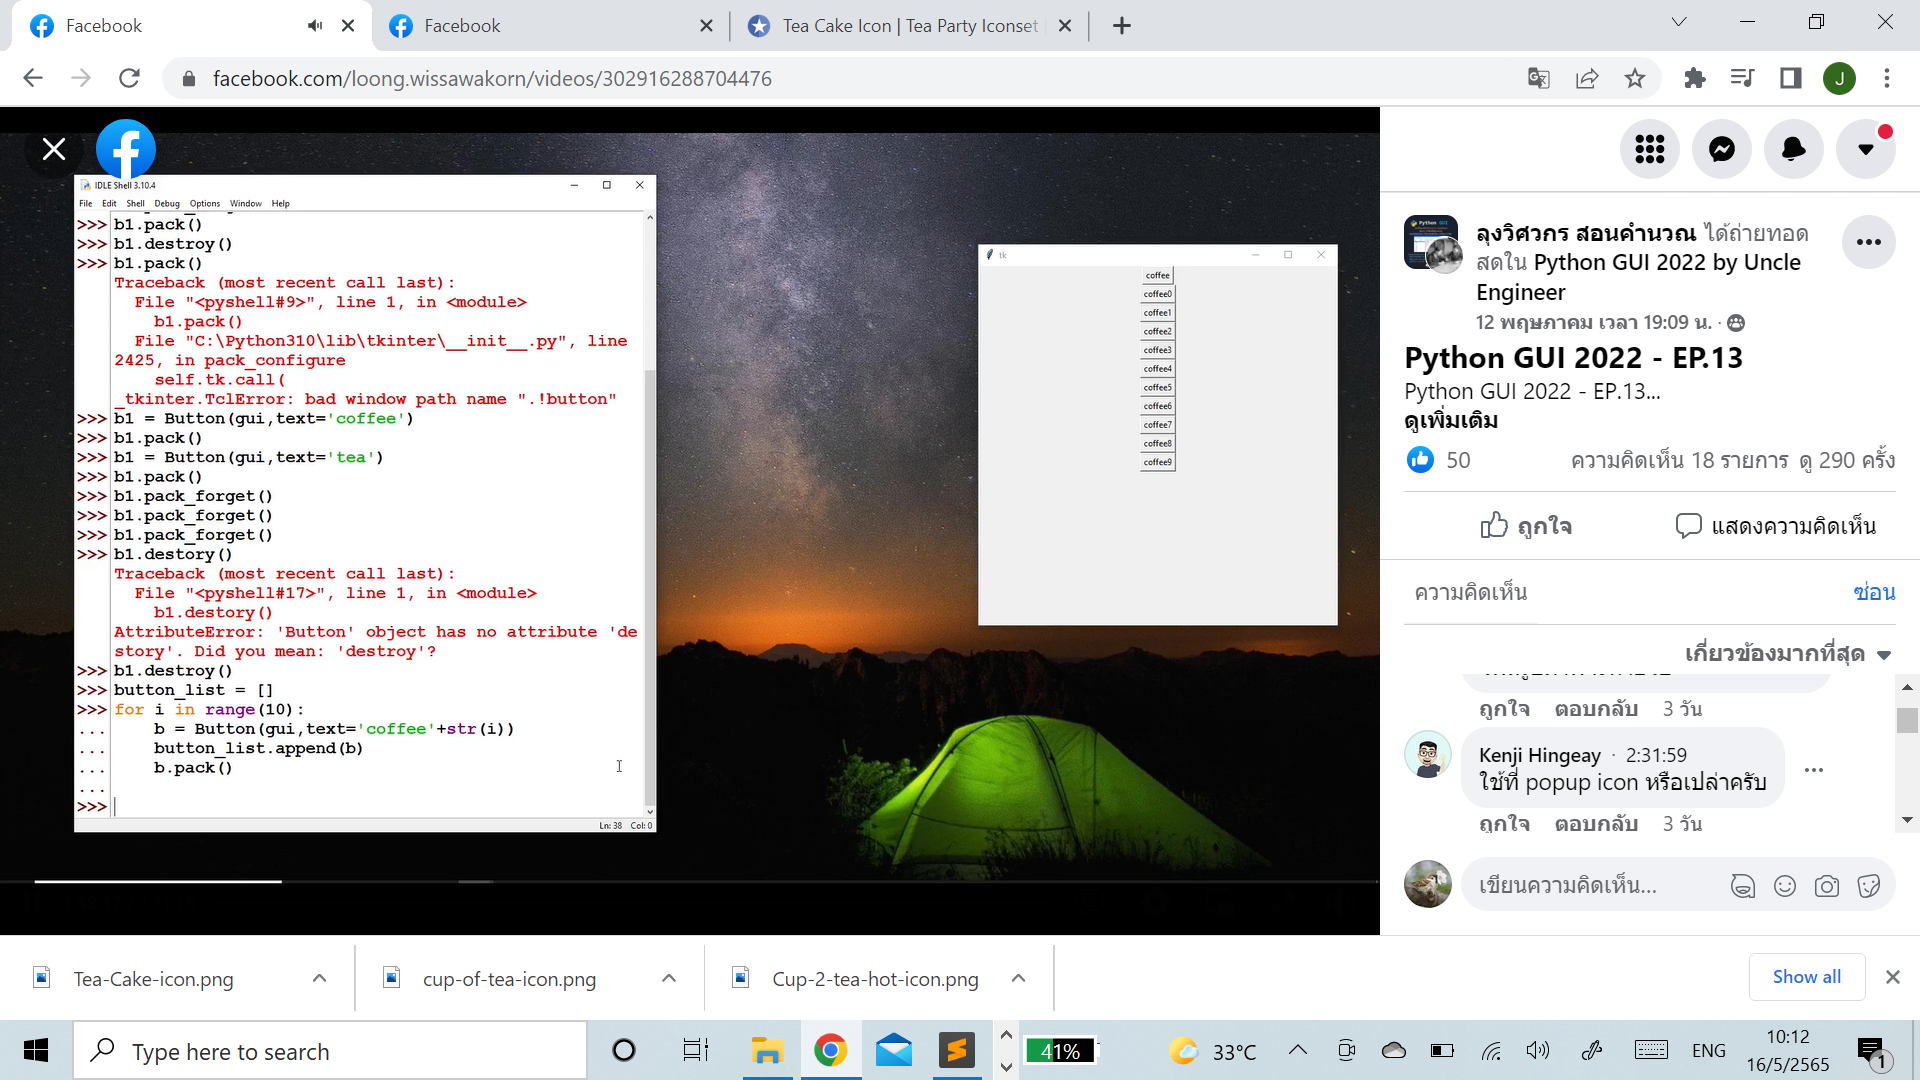 Facebook
Facebook
Tea Cake Icon | Tea Party Iconset
facebook.com/loong.wissawakorn/videos/302916288704476
J
IDLE Shell 3.10.4
File Edit Shell Debug Options Window Help
>>> b1.pack()
>>> b1.destroy()
>>> b1.pack()
Traceback (most recent call last):
File "<pyshell#9>", line 1, in <module>
b1.pack()
File "C:\Python310\lib\tkinter\__init__.py", line
2425, in pack_configure
self.tk.call(
_tkinter.TclError: bad window path name ".!button"
>>> b1 = Button(gui,text='coffee')
>>> b1.pack()
>>> b1 = Button(gui,text='tea')
>>> b1.pack()
>>> b1.pack_forget()
>>> b1.pack_forget()
>>> b1.pack_forget()
>>> b1.destory()
Traceback (most recent call last):
File "<pyshell#17>", line 1, in <module>
b1.destory()
AttributeError: 'Button' object has no attribute 'de
story'. Did you mean: 'destroy'?
>>> b1.destroy()
>>> button_list = []
>>> for i in range(10):
... b = Button(gui,text='coffee'+str(i))
... button_list.append(b)
... b.pack()
...
>>>
Ln: 38 Col: 0
tk
coffee
coffee0
coffee1
coffee2
coffee3
coffee4
coffee5
coffee6
coffee7
coffee8
coffee9
ลุงวิศวกร สอนคำนวณ ได้ถ่ายทอด
สดใน Python GUI 2022 by Uncle
Engineer
12 พฤษภาคม เวลา 19:09 น. ·
Python GUI 2022 - EP.13
Python GUI 2022 - EP.13...
ดูเพิ่มเติม
50 ความคิดเห็น 18 รายการ ดู 290 ครั้ง
ถูกใจ แสดงความคิดเห็น
ความคิดเห็น ซ่อน
เกี่ยวข้องมากที่สุด
ถูกใจ ตอบกลับ 3 วัน
Kenji Hingeay · 2:31:59
ใช้ที่ popup icon หรือเปล่าครับ
ถูกใจ ตอบกลับ 3 วัน
เขียนความคิดเห็น...
Tea-Cake-icon.png
cup-of-tea-icon.png
Cup-2-tea-hot-icon.png
Show all
Type here to search
41%
33°C
ENG
10:12
16/5/2565
1